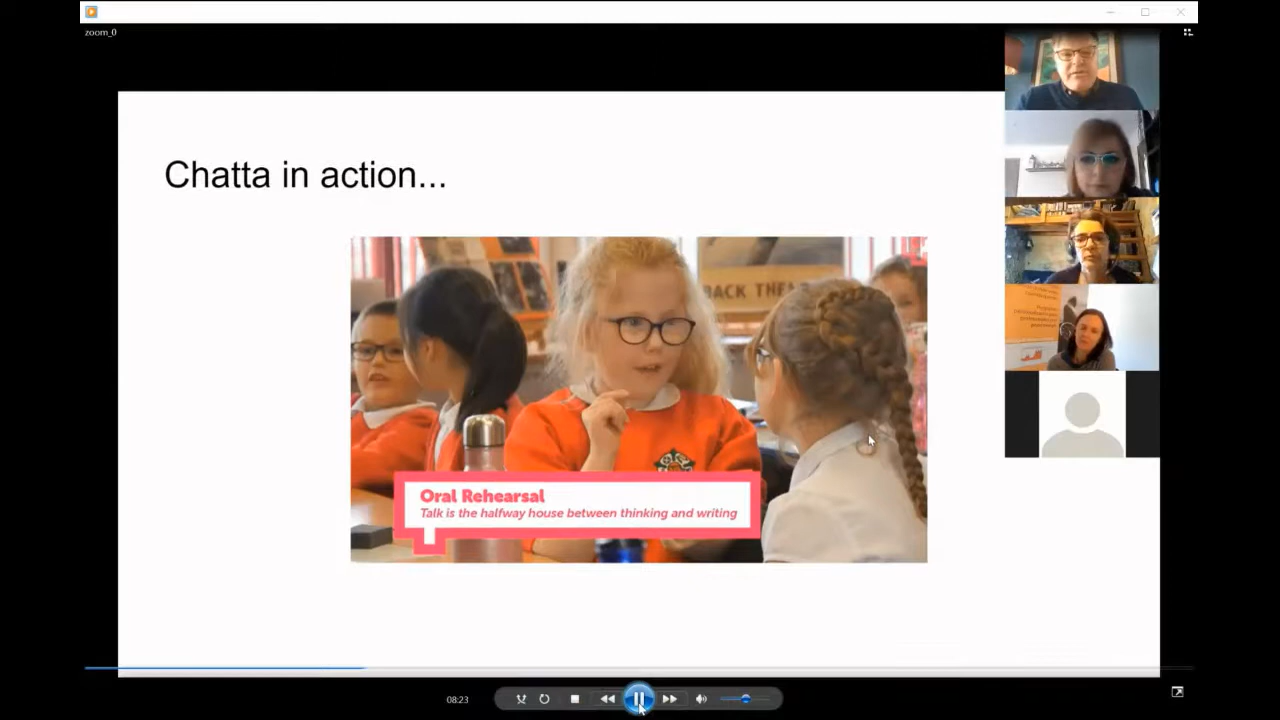 zoom_0
Chatta in action...
BACK THE
Oral Rehearsal
Talk is the halfway house between thinking and writing
08:23